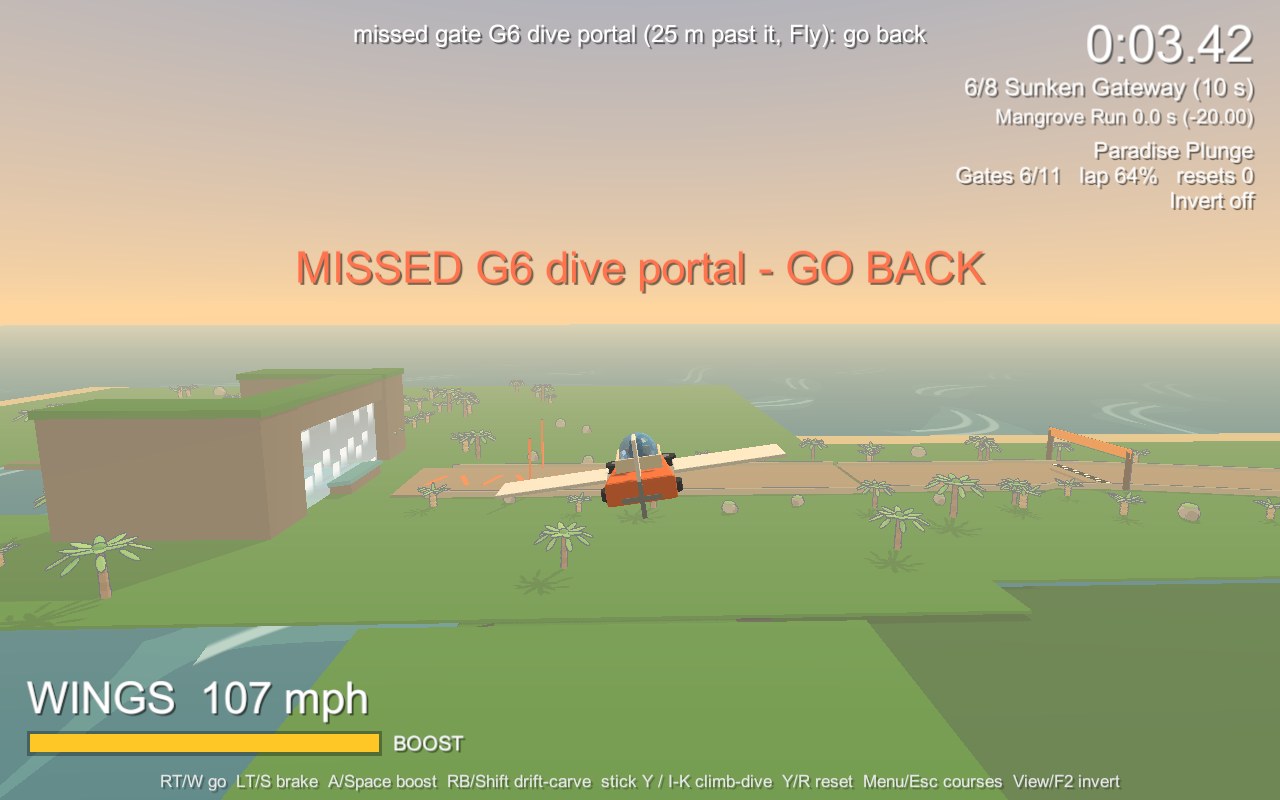 missed gate G6 dive portal (25 m past it, Fly): go back
0:03.42
6/8 Sunken Gateway (10 s)
Mangrove Run 0.0 s (-20.00)
Paradise Plunge
Gates 6/11 lap 64% resets 0
Invert off
MISSED G6 dive portal - GO BACK
WINGS 107 mph
BOOST
RT/W go LT/S brake A/Space boost RB/Shift drift-carve stick Y / I-K climb-dive Y/R reset Menu/Esc courses View/F2 invert